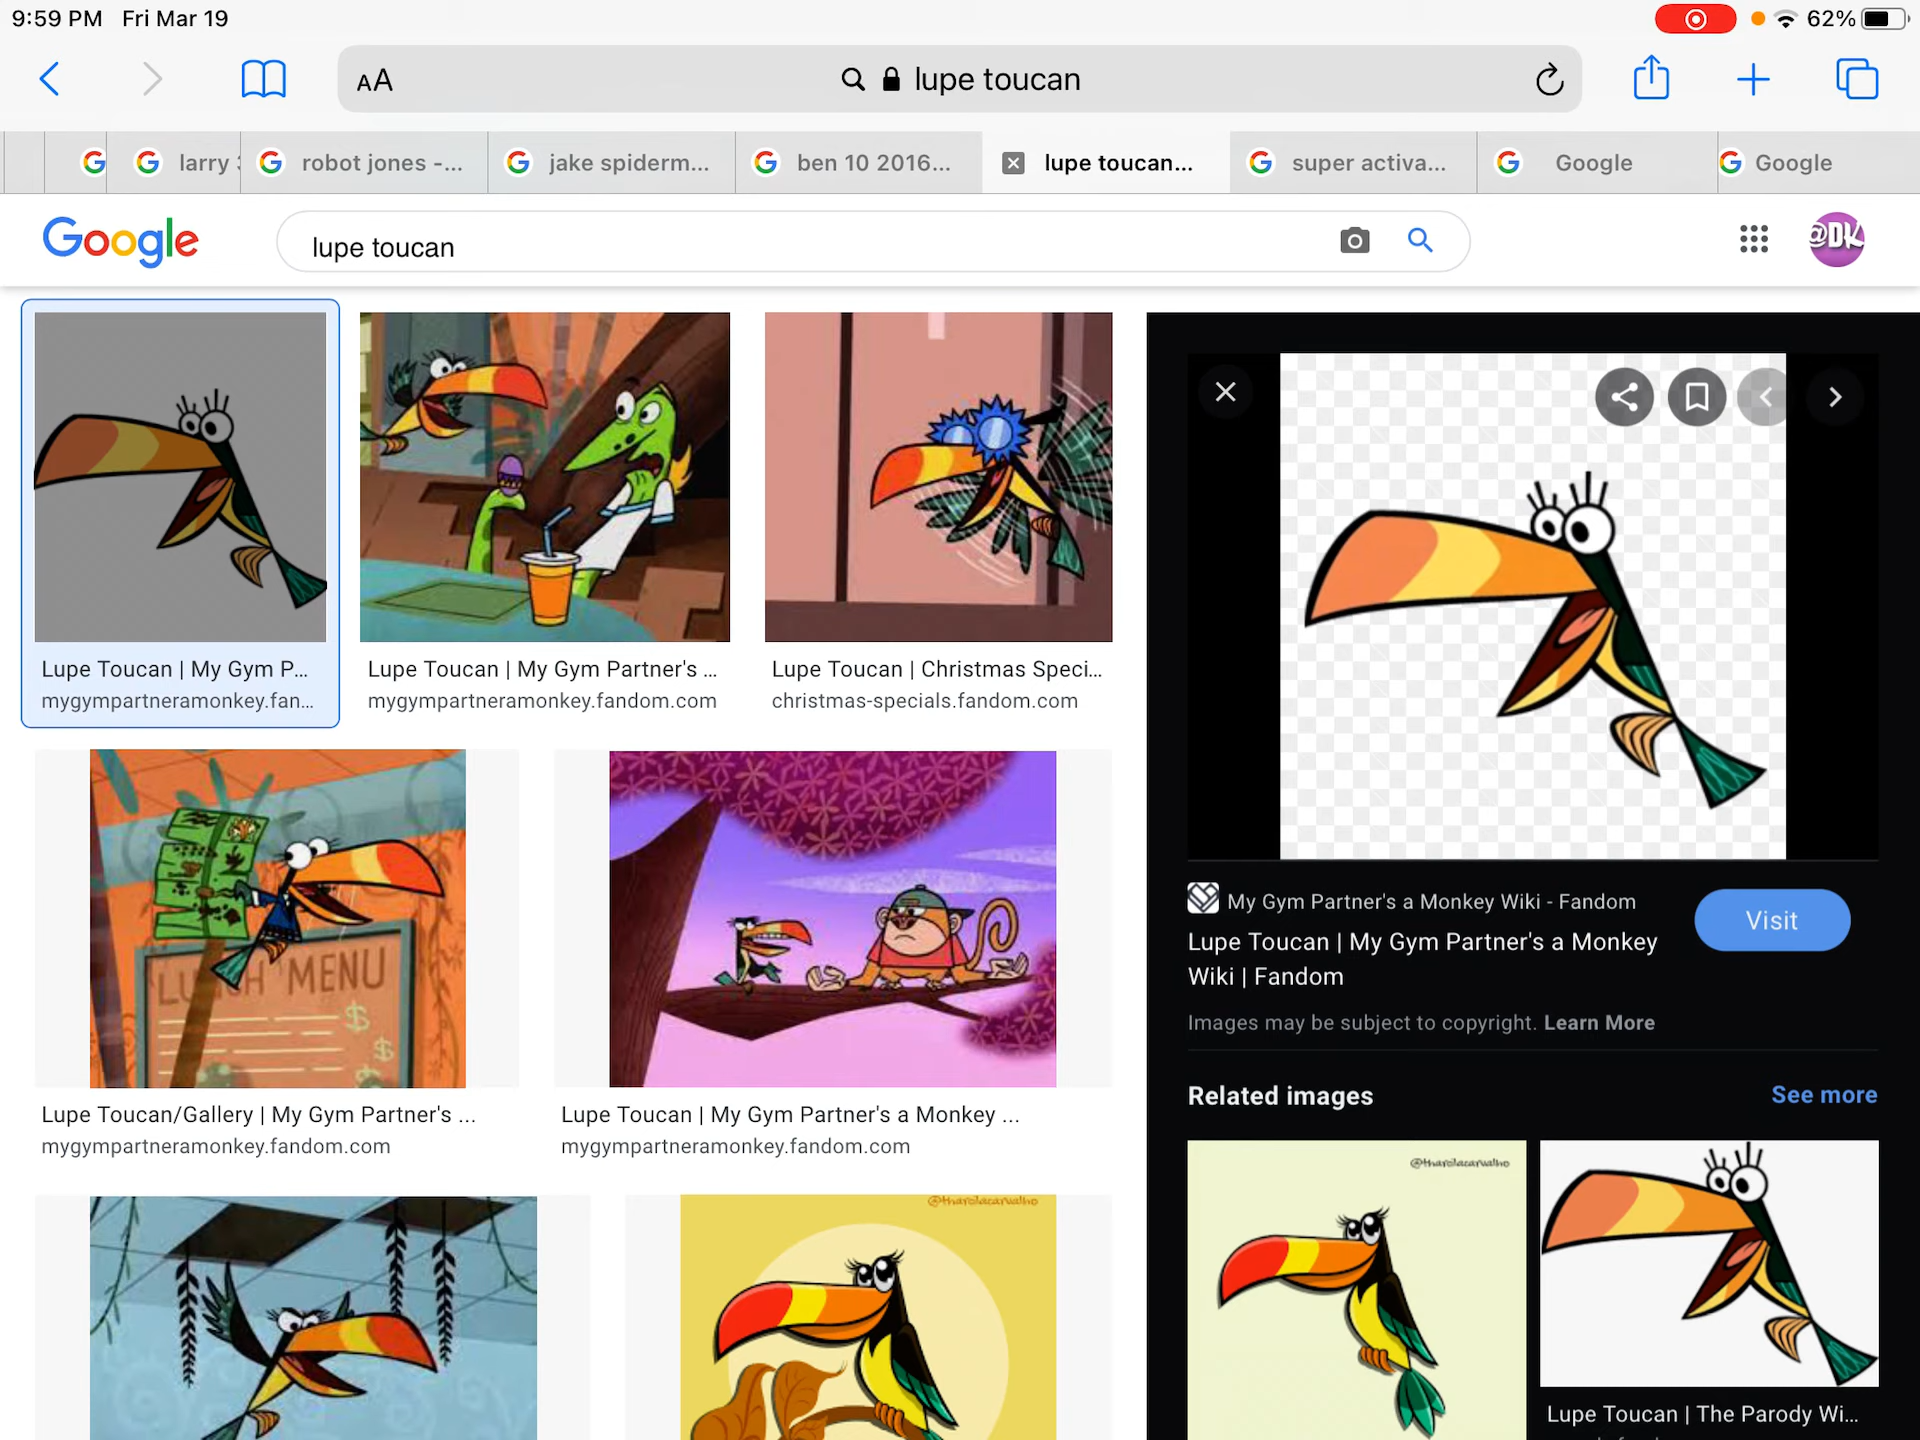 9:59 PM Fri Mar 19
62%
AA
lupe toucan
larry
robot jones -...
jake spiderm...
ben 10 2016...
lupe toucan...
super activa...
Google
Google
Google
lupe toucan
@DK
Lupe Toucan | My Gym P...
mygympartneramonkey.fan...
Lupe Toucan | My Gym Partner's ...
mygympartneramonkey.fandom.com
Lupe Toucan | Christmas Speci...
christmas-specials.fandom.com
LUNCH MENU
$
$
Lupe Toucan/Gallery | My Gym Partner's ...
mygympartneramonkey.fandom.com
Lupe Toucan | My Gym Partner's a Monkey ...
mygympartneramonkey.fandom.com
@tharolacarvalho
My Gym Partner's a Monkey Wiki - Fandom
Lupe Toucan | My Gym Partner's a Monkey
Wiki | Fandom
Visit
Images may be subject to copyright. Learn More
Related images
See more
@tharolacarvalho
Lupe Toucan | The Parody Wi...